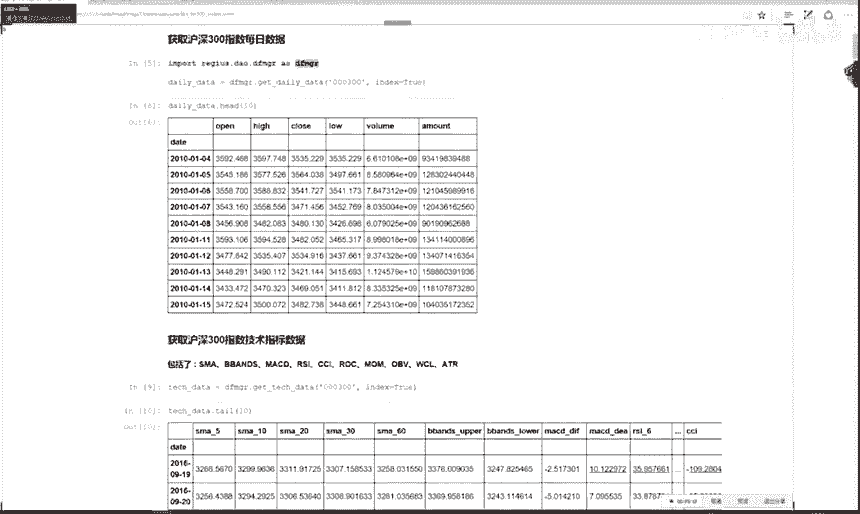 获取沪深300指数每日数据
In [5]: import regius.dao.dfmgr as dfmgr
daily_data = dfmgr.get_daily_data('000300', index=True)
In [6]: daily_data.head(10)
Out[6]:
open high close low volume amount
date
2010-01-04 3592.468 3597.748 3535.229 3535.229 6.610108e+09 93419839488
2010-01-05 3545.186 3577.526 3564.038 3497.661 8.580964e+09 128302440448
2010-01-06 3558.700 3588.832 3541.727 3541.173 7.847312e+09 121045989916
2010-01-07 3543.160 3558.556 3471.456 3452.769 8.035004e+09 120436162560
2010-01-08 3456.908 3482.083 3480.130 3426.698 6.079025e+09 90190962688
2010-01-11 3593.106 3594.528 3482.052 3465.317 8.998018e+09 134114000896
2010-01-12 3477.842 3535.407 3534.916 3437.661 9.374328e+09 134071416354
2010-01-13 3448.291 3490.112 3421.144 3415.693 1.124579e+10 159860391936
2010-01-14 3433.472 3470.323 3469.051 3411.812 8.335325e+09 118107873280
2010-01-15 3472.524 3500.072 3482.738 3448.661 7.254310e+09 104035172352
获取沪深300指数技术指标数据
包括了：SMA、BBANDS、MACD、RSI、CCI、ROC、MOM、OBV、WCL、ATR
In [9]: tech_data = dfmgr.get_tech_data('000300', index=True)
In [10]: tech_data.tail(10)
Out[10]:
sma_5 sma_10 sma_20 sma_30 sma_60 bbands_upper bbands_lower macd_dif macd_dea rsi_6 ... cci
date
2016-09-19 3268.5670 3299.9636 3311.91725 3307.158533 3258.031550 3376.009035 3247.825465 -2.517301 10.122972 35.957661 -109.2804
2016-09-20 3256.4388 3294.2925 3306.53640 3308.901633 3261.035683 3369.958186 3243.114614 -5.014210 7.095535